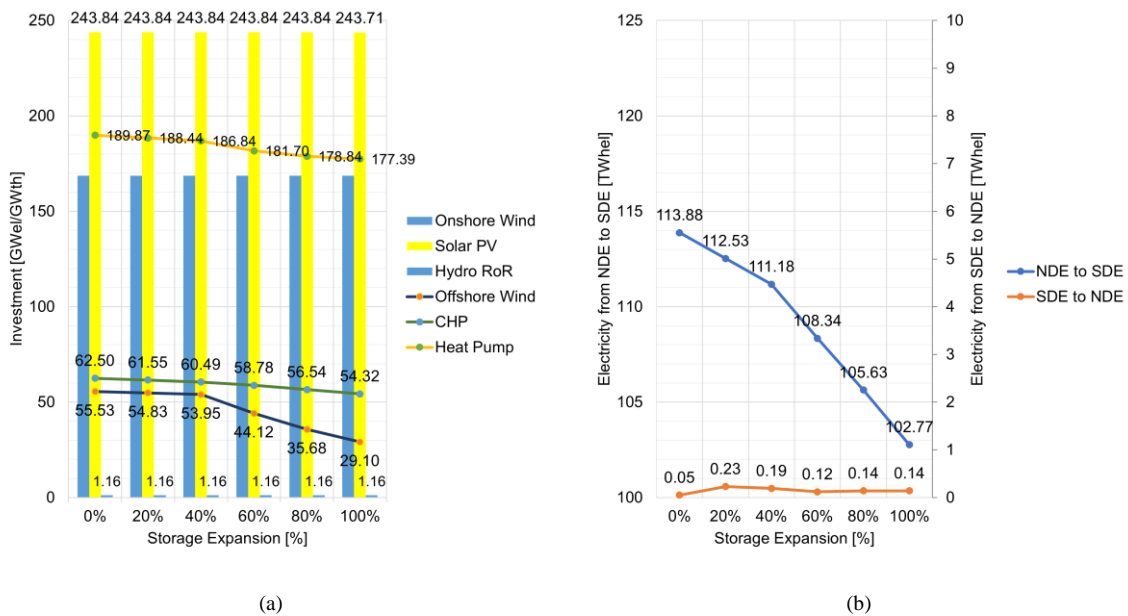 243.84 243.84 243.84 243.84 243.84 243.71
250
200
150
100
50
0
Investment [GWel/GWth]
189.87 188.44 186.84 181.70 178.84 177.39
62.50 61.55 60.49 58.78 56.54 54.32
55.53 54.83 53.95 44.12 35.68 29.10
1.16 1.16 1.16 1.16 1.16 1.16
0% 20% 40% 60% 80% 100%
Storage Expansion [%]
Onshore Wind
Solar PV
Hydro RoR
Offshore Wind
CHP
Heat Pump
(a)
125
120
115
110
105
100
Electricity from NDE to SDE [TWhel]
113.88
112.53
111.18
108.34
105.63
102.77
0.05 0.23 0.19 0.12 0.14 0.14
0% 20% 40% 60% 80% 100%
Storage Expansion [%]
10
9
8
7
6
5
4
3
2
1
0
Electricity from SDE to NDE [TWhel]
NDE to SDE
SDE to NDE
(b)